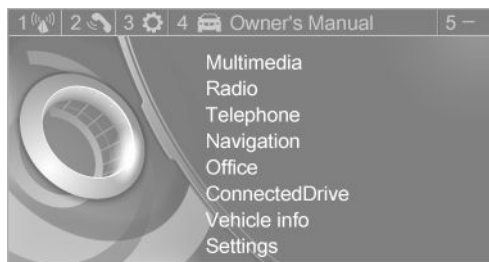 1 2 3 4 Owner's Manual 5 –
Multimedia
Radio
Telephone
Navigation
Office
ConnectedDrive
Vehicle info
Settings